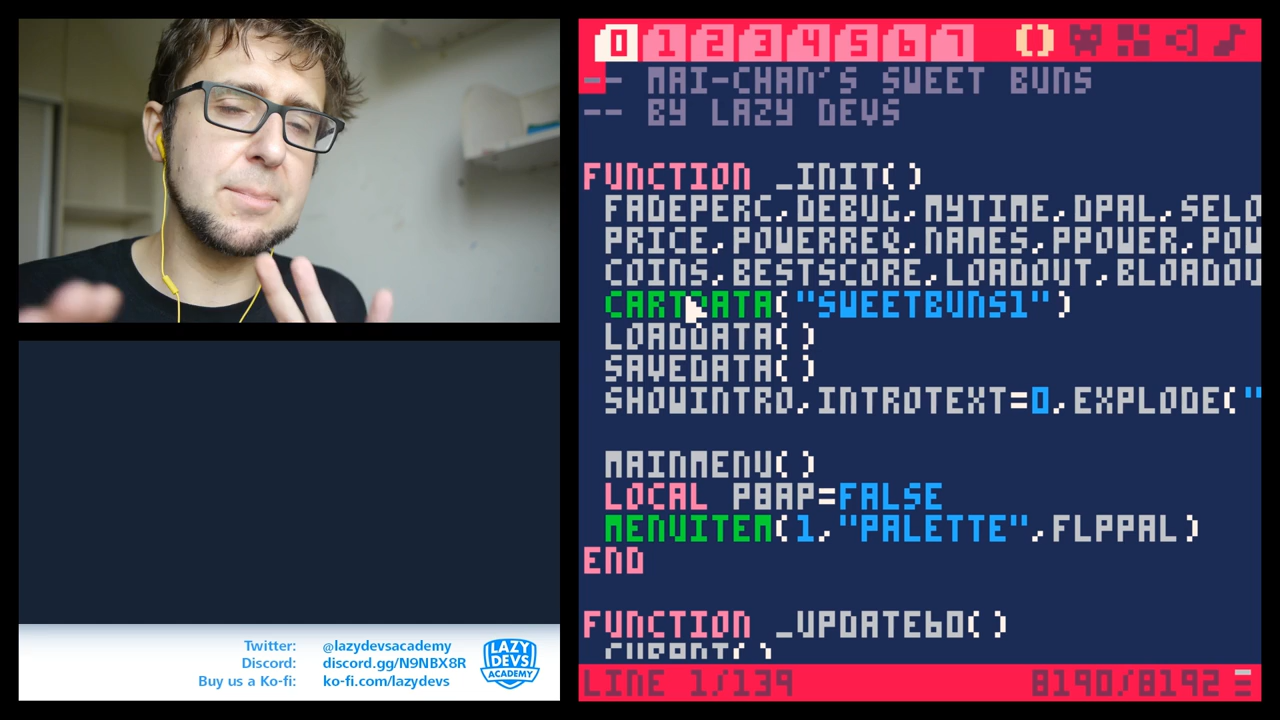 0 1 2 3 4 5 6 7 ()
-- MAI-CHAN'S SWEET BUNS
-- BY LAZY DEVS
FUNCTION _INIT()
FADEPERC,DEBUG,MYTIME,DPAL,SELO
PRICE,POWERREQ,NAMES,PPOWER,POW
COINS,BESTSCORE,LOADOUT,BLOADOU
CARTDATA("SWEETBUNS1")
LOADDATA()
SAVEDATA()
SHOWINTRO,INTROTEXT=0,EXPLODE("
MAINMENU()
LOCAL P8AP=FALSE
MENUITEM(1,"PALETTE",FLPPAL)
END
FUNCTION _UPDATE60()
LINE 1/139 8190/8192
Twitter: @lazydevsacademy
Discord: discord.gg/N9NBX8R
Buy us a Ko-fi: ko-fi.com/lazydevs
LAZY
DEVS
ACADEMY